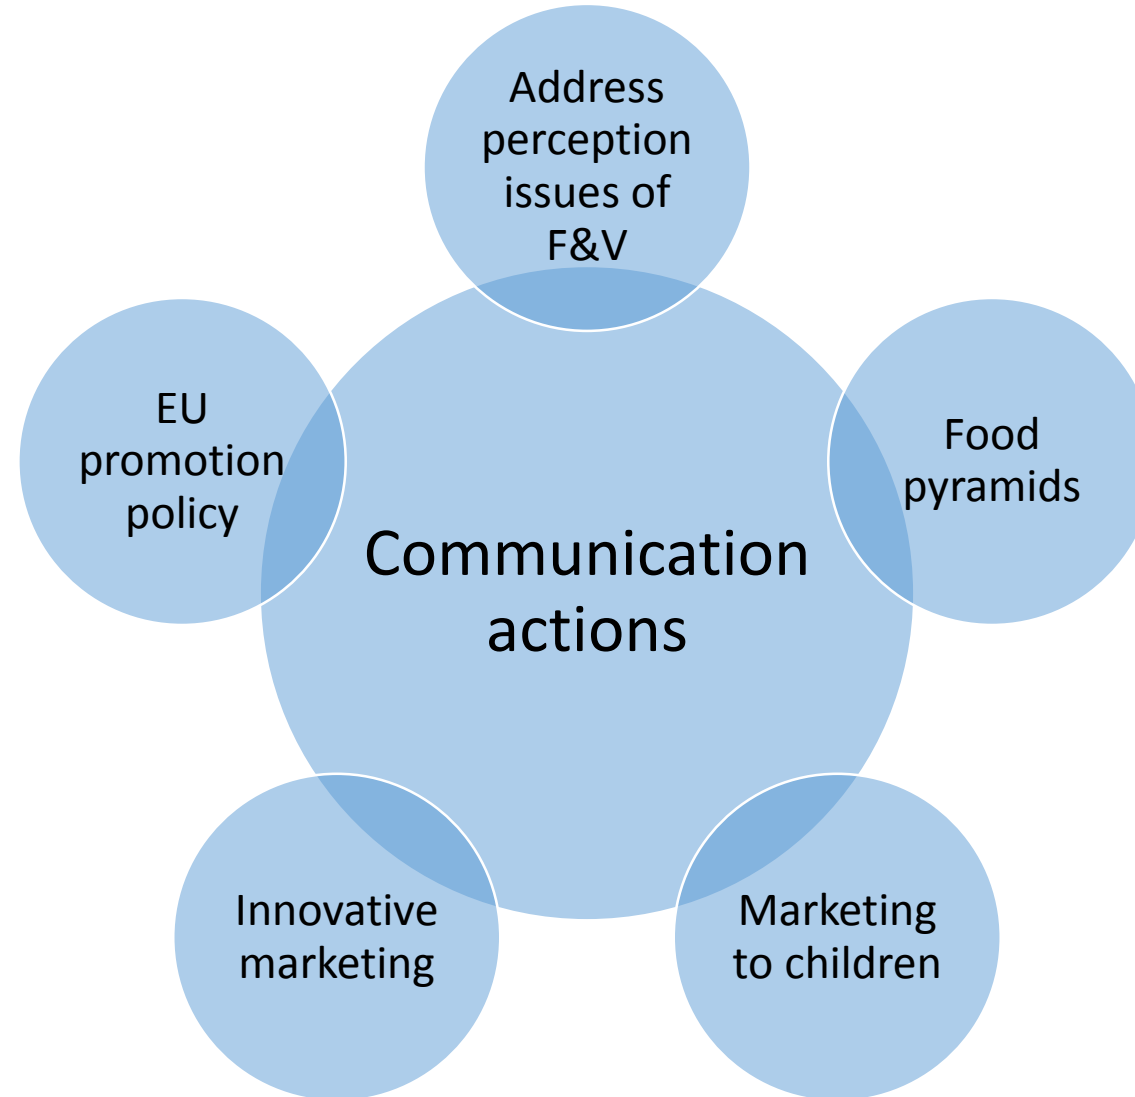 Address
perception
issues of
F&V
EU
promotion
policy
Food
pyramids
Communication
actions
Innovative
marketing
Marketing
to children